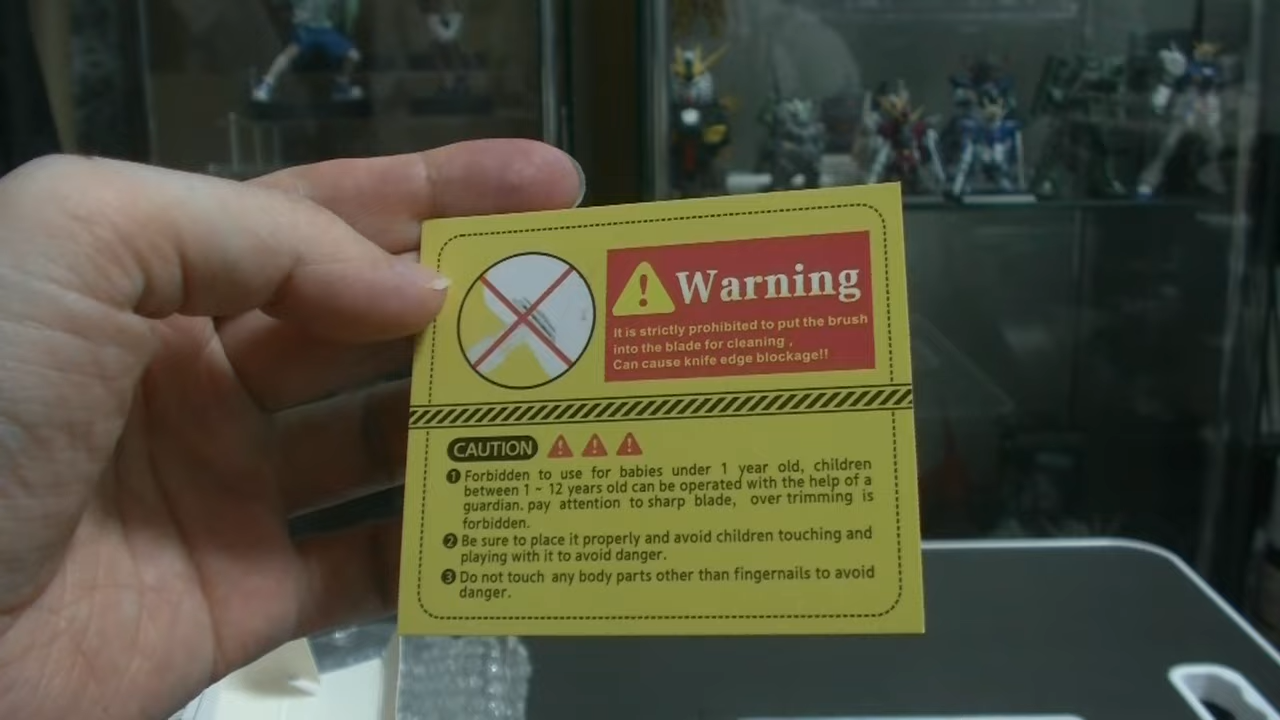 Warning
It is strictly prohibited to put the brush
into the blade for cleaning ,
Can cause knife edge blockage!!
CAUTION
1 Forbidden to use for babies under 1 year old, children
between 1 ~ 12 years old can be operated with the help of a
guardian. pay attention to sharp blade, over trimming is
forbidden.
2 Be sure to place it properly and avoid children touching and
playing with it to avoid danger.
3 Do not touch any body parts other than fingernails to avoid
danger.